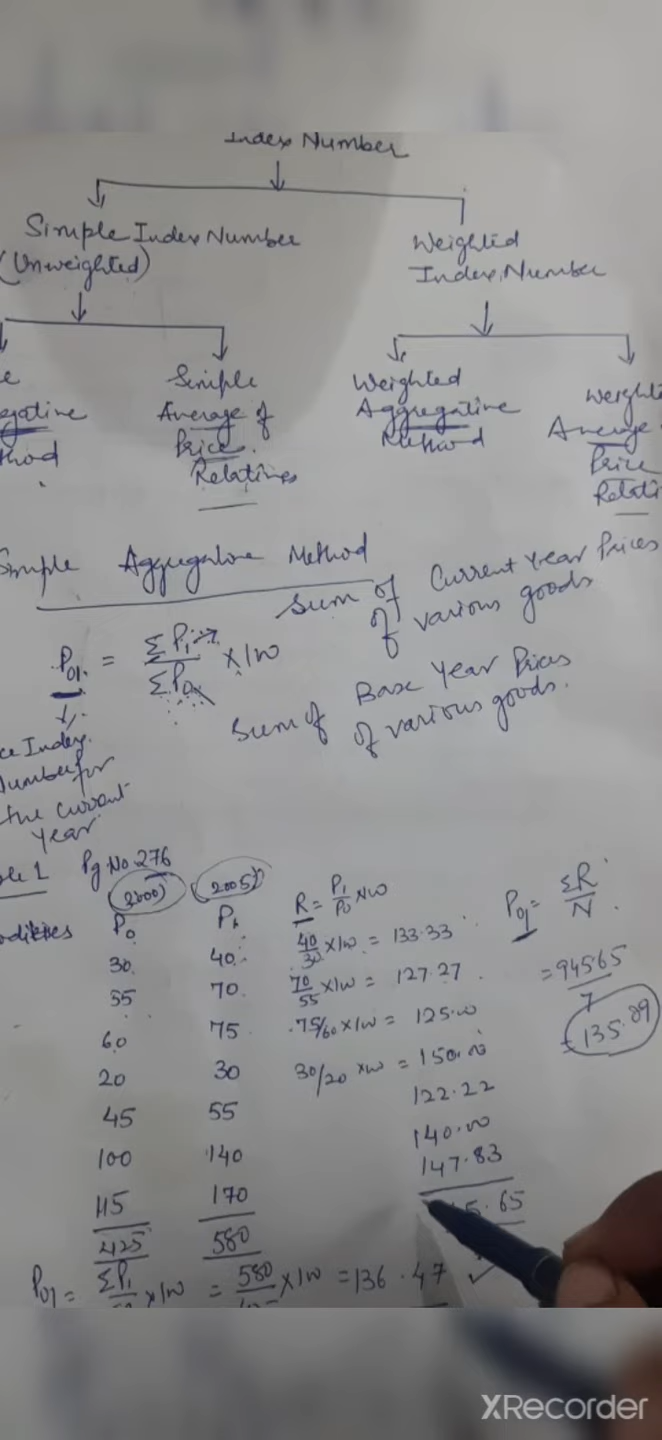 Index Number
Simple Index Number
(Unweighted)
Weighted
Index Number
Simple
Average of
Price
Relatives
Weighted
Aggregative
Method
Average
Price
Simple Aggregative Method
P01 = ΣP1 / ΣP0 × 100
Sum of Current Year Prices
of various goods
Sum of Base Year Prices
of various goods.
Index
Number for
the current
year
1 Pg No. 276
(2000) (2005)
P0 P1 R = P1/P0 × 100 P01 = ΣR/N
30 40 40/30 × 100 = 133.33
55 70 70/55 × 100 = 127.27 = 94565/7
60 75 75/60 × 100 = 125.00 = 135.09
20 30 30/20 × 100 = 150.00
45 55 122.22
100 140 140.00
115 170 147.83
425 580 5.65
P01 = ΣP1 × 100 = 580 × 100 = 136.47
XRecorder